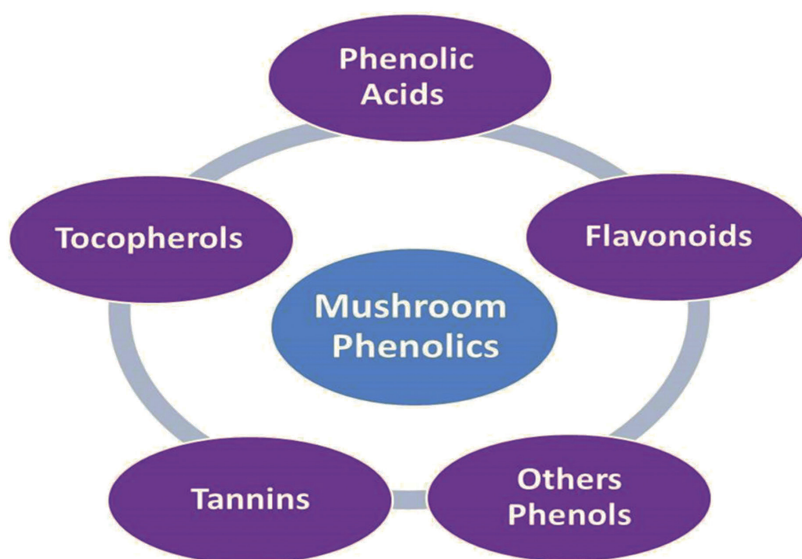 Phenolic
Acids
Tocopherols
Flavonoids
Mushroom
Phenolics
Tannins
Others
Phenols